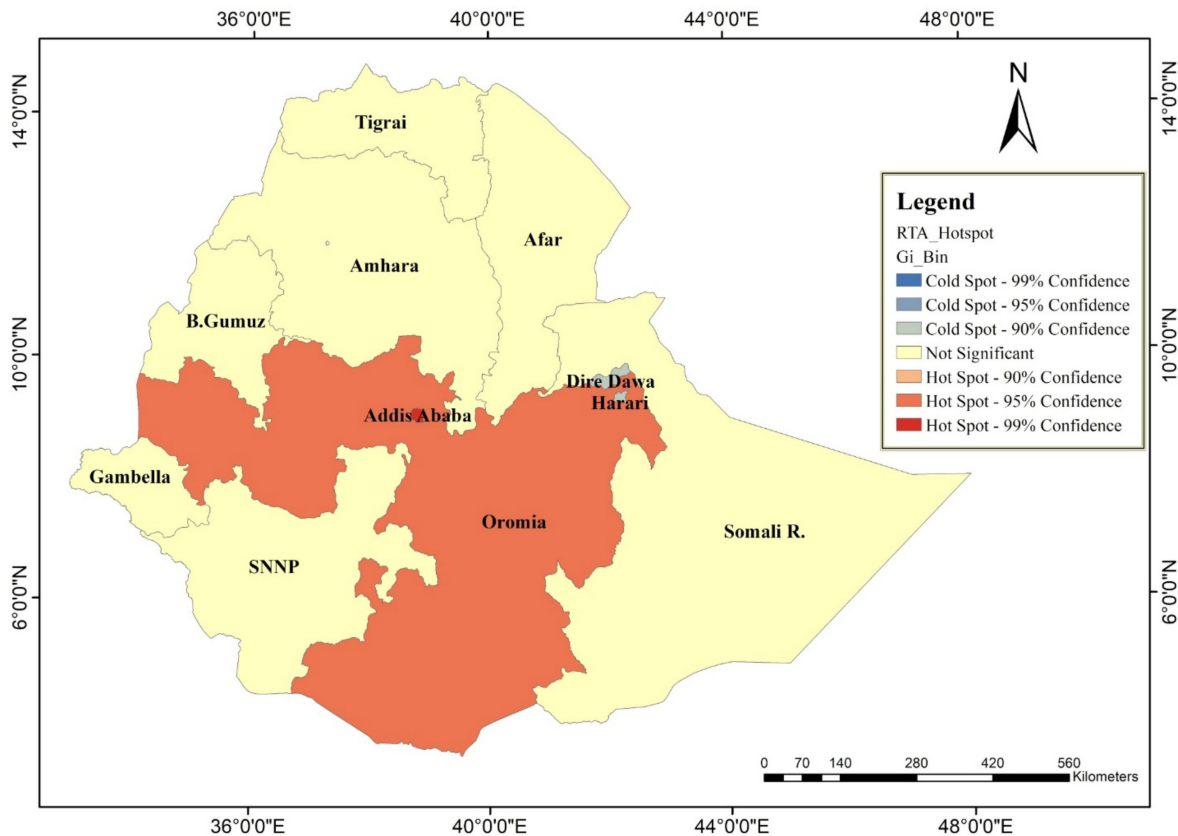 36°0'0"E 40°0'0"E 44°0'0"E 48°0'0"E
14°0'0"N
10°0'0"N
6°0'0"N
14°0'0"N
10°0'0"N
6°0'0"N
N
Tigrai
Afar
Amhara
B.Gumuz
Dire Dawa
Harari
Addis Ababa
Gambella
Oromia
Somali R.
SNNP
Legend
RTA_Hotspot
Gi_Bin
Cold Spot - 99% Confidence
Cold Spot - 95% Confidence
Cold Spot - 90% Confidence
Not Significant
Hot Spot - 90% Confidence
Hot Spot - 95% Confidence
Hot Spot - 99% Confidence
0 70 140 280 420 560
Kilometers
36°0'0"E 40°0'0"E 44°0'0"E 48°0'0"E